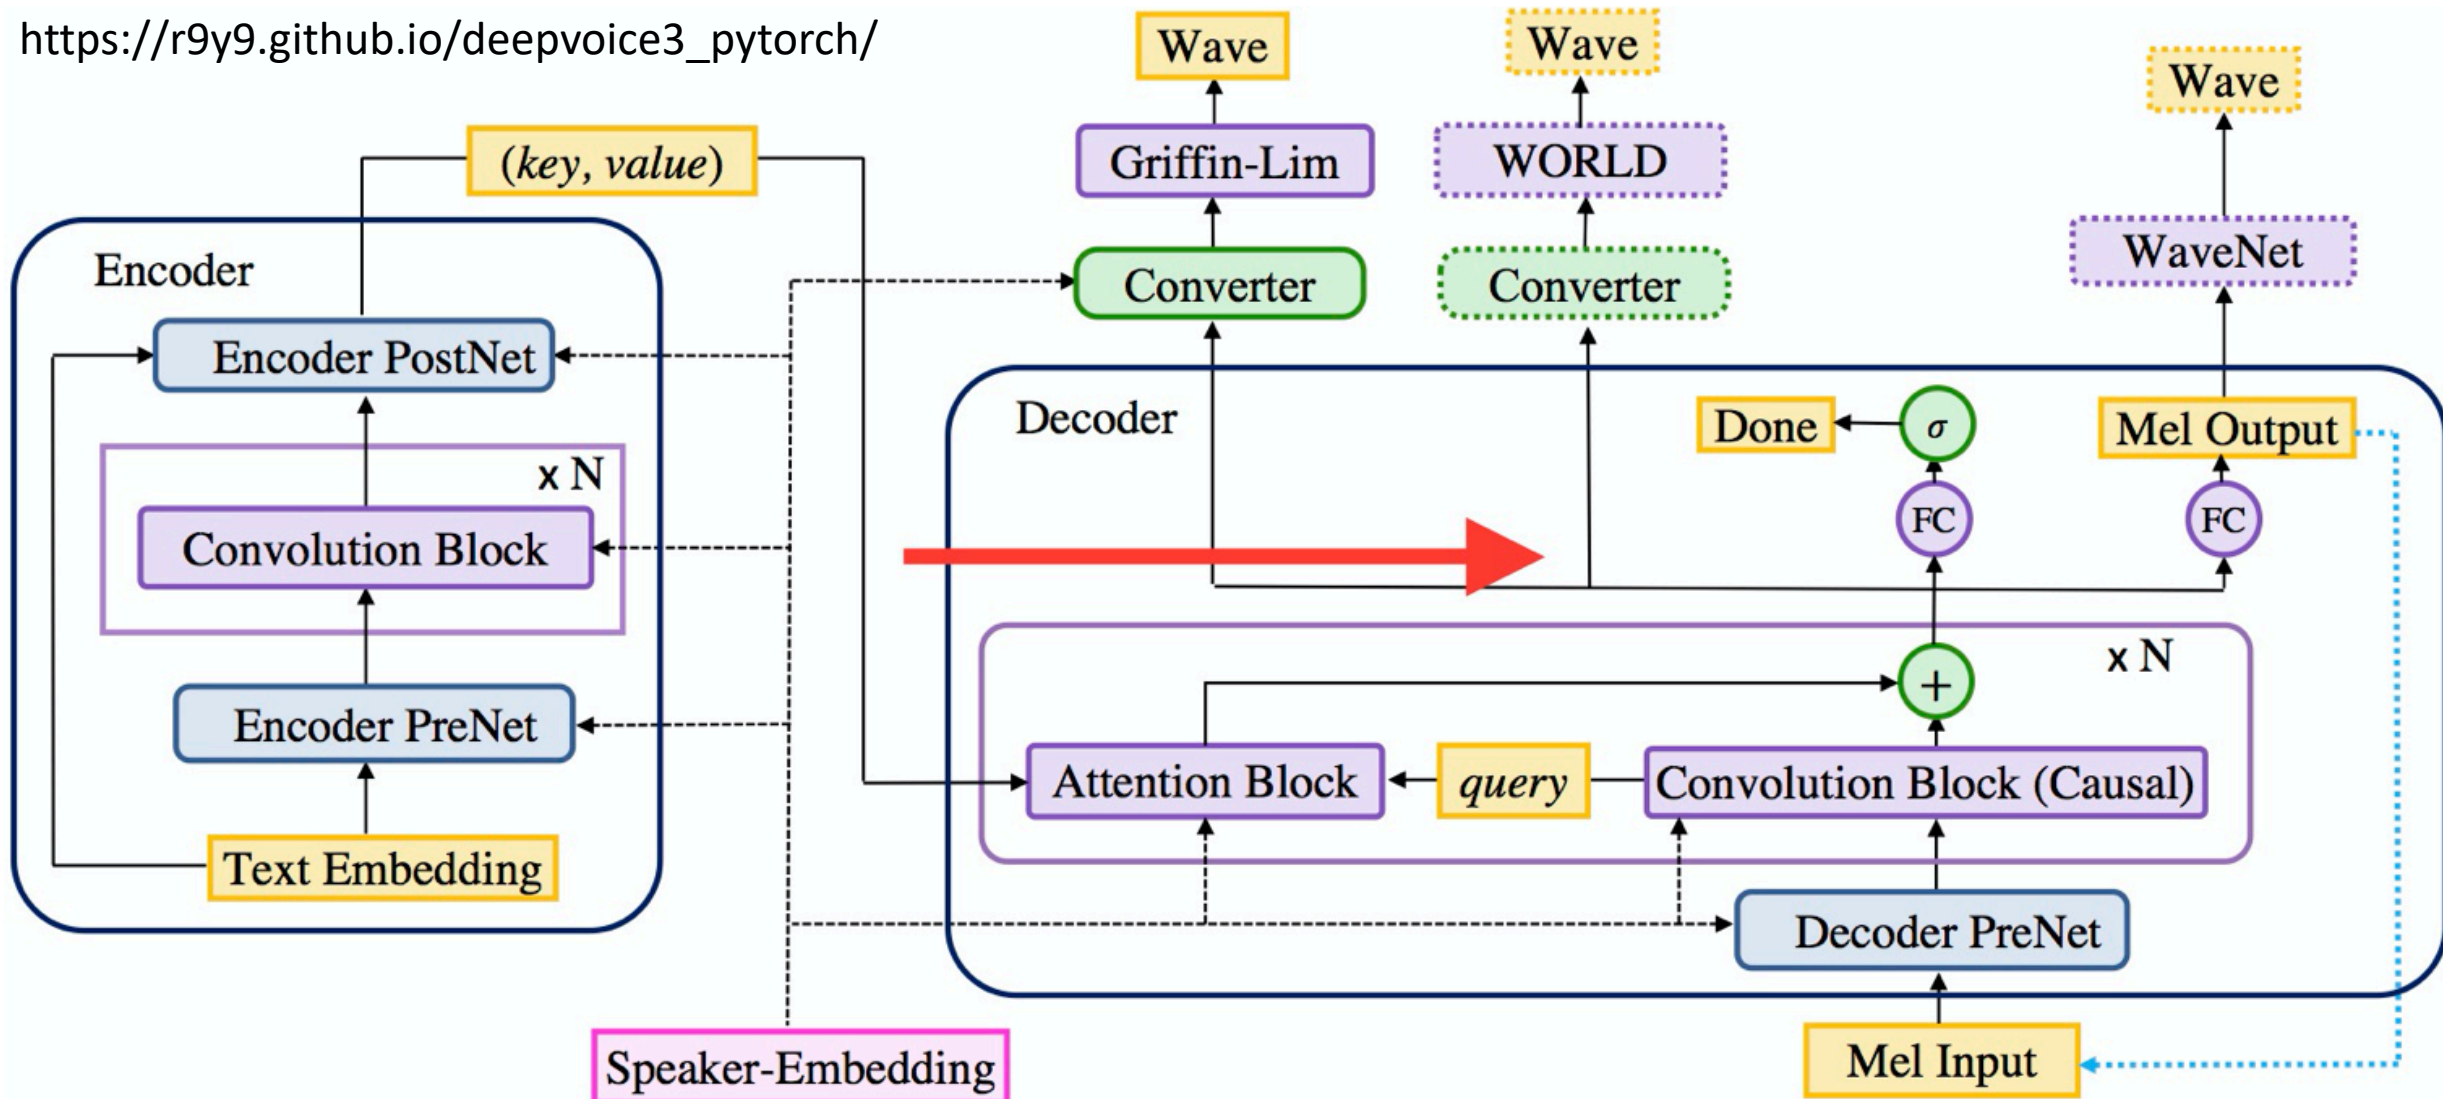 https://r9y9.github.io/deepvoice3_pytorch/
Wave
Wave
Wave
(key, value)
Griffin-Lim
WORLD
WaveNet
Encoder
Converter
Converter
Encoder PostNet
x N
Convolution Block
Encoder PreNet
Text Embedding
Decoder
Done
σ
Mel Output
FC
FC
x N
+
Attention Block
query
Convolution Block (Causal)
Decoder PreNet
Speaker-Embedding
Mel Input